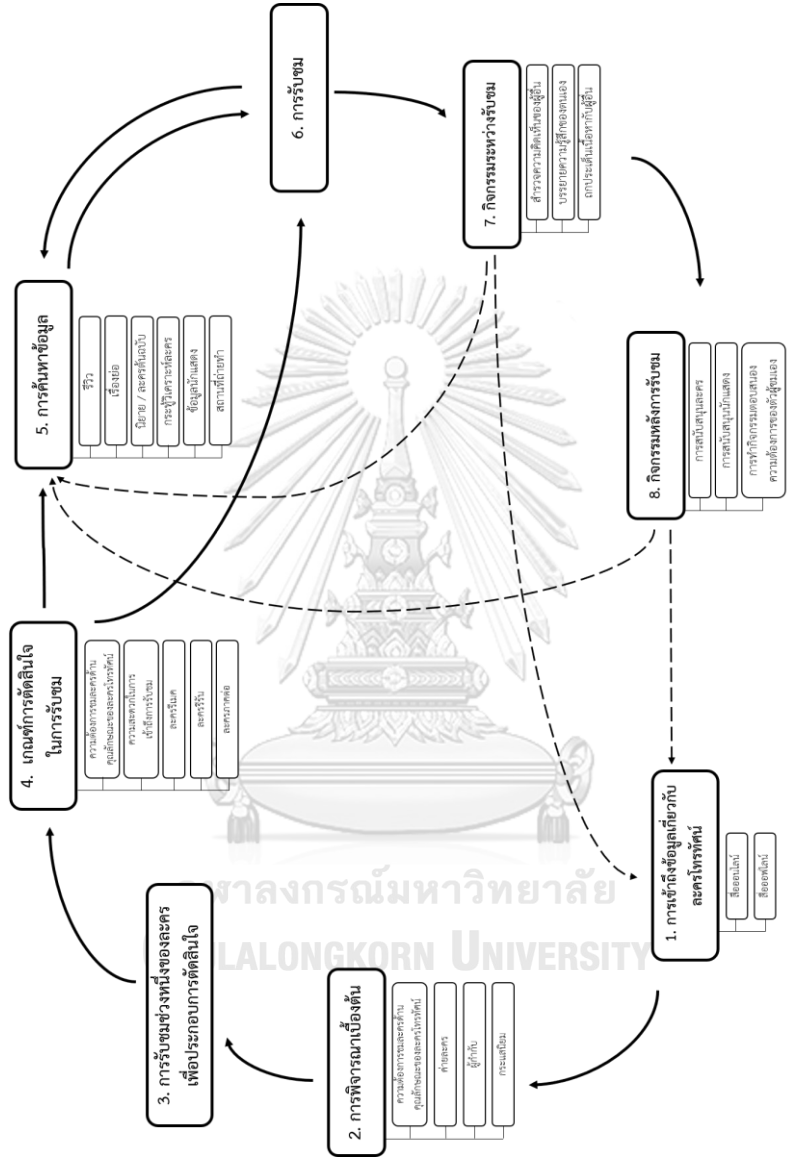 1. การเข้าถึงข้อมูลเกี่ยวกับ
ละครโทรทัศน์
สื่อออนไลน์
สื่อออฟไลน์
2. การพิจารณาเบื้องต้น
ความต้องการชมละครด้าน
คุณลักษณะของละครโทรทัศน์
ค่ายละคร
ผู้กำกับ
กระแสนิยม
3. การรับชมช่วงหนึ่งของละคร
เพื่อประกอบการตัดสินใจ
4. เกณฑ์การตัดสินใจ
ในการรับชม
ความต้องการชมละครด้าน
คุณลักษณะของละครโทรทัศน์
ความสะดวกในการ
เข้าถึงการรับชม
ละครรีเมค
ละครรีรัน
ละครภาคต่อ
5. การค้นหาข้อมูล
รีวิว
เรื่องย่อ
นิยาย / ละครต้นฉบับ
กระทู้วิเคราะห์ละคร
ข้อมูลนักแสดง
สถานที่ถ่ายทำ
6. การรับชม
7. กิจกรรมระหว่างรับชม
สำรวจความคิดเห็นของผู้อื่น
บรรยายความรู้สึกของตนเอง
ถกประเด็นเนื้อหากับผู้อื่น
8. กิจกรรมหลังการรับชม
การสนับสนุนละคร
การสนับสนุนนักแสดง
การทำกิจกรรมตอบสนอง
ความต้องการของตัวผู้ชมเอง
จุฬาลงกรณ์มหาวิทยาลัย
CHULALONGKORN UNIVERSITY